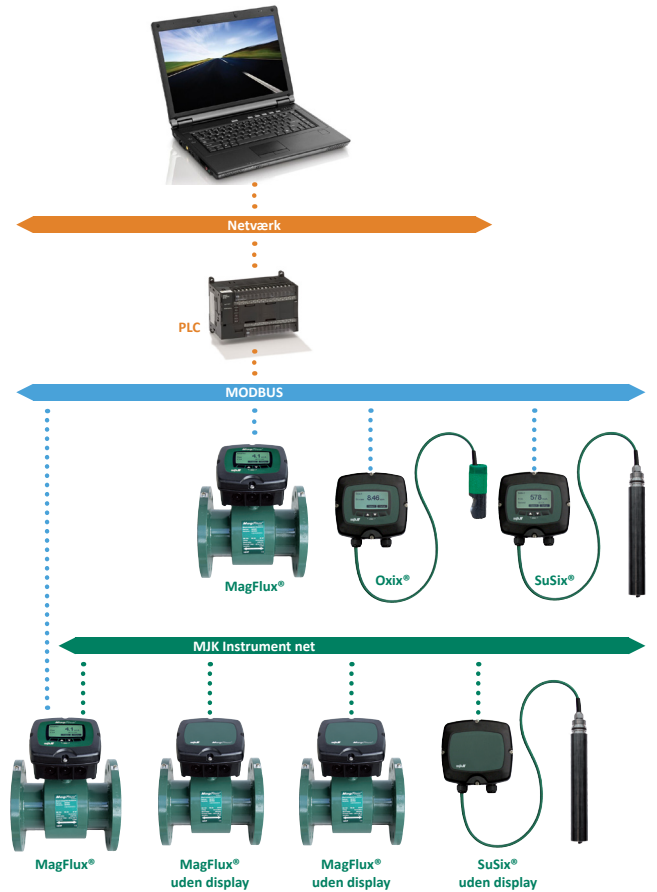 Netværk
PLC
MODBUS
MagFlux®
Oxix®
SuSix®
MJK Instrument net
MagFlux®
MagFlux®
uden display
MagFlux®
uden display
SuSix®
uden display